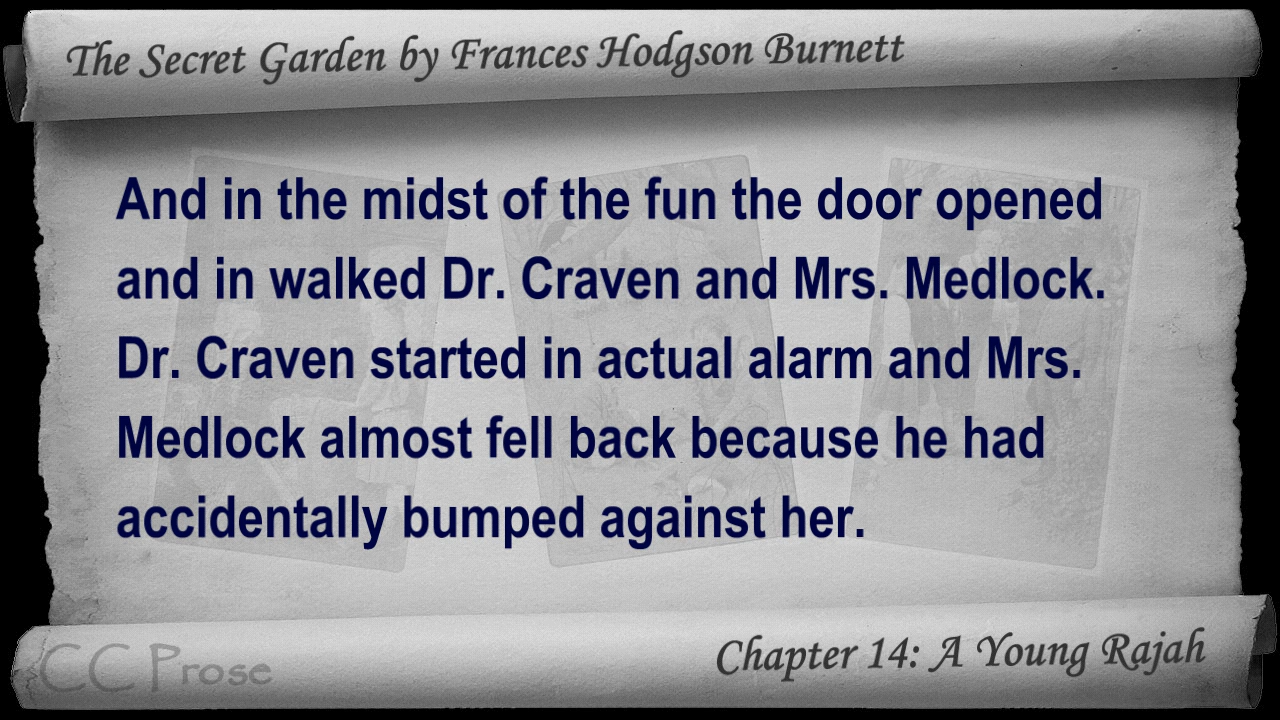 The Secret Garden by Frances Hodgson Burnett
And in the midst of the fun the door opened
and in walked Dr. Craven and Mrs. Medlock.
Dr. Craven started in actual alarm and Mrs.
Medlock almost fell back because he had
accidentally bumped against her.
CC Prose
Chapter 14: A Young Rajah